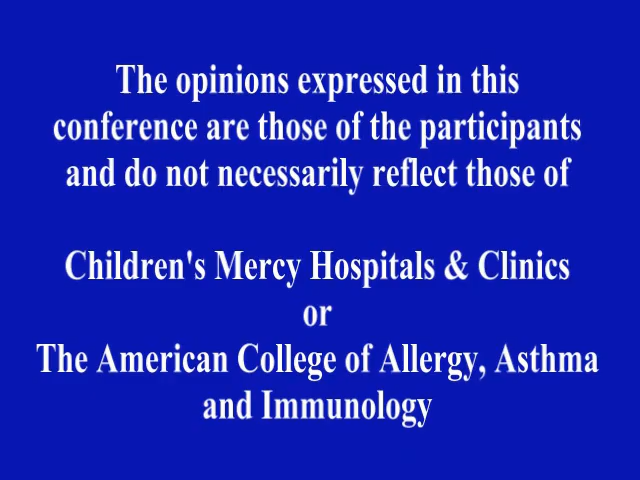 The opinions expressed in this
conference are those of the participants
and do not necessarily reflect those of
Children's Mercy Hospitals & Clinics
or
The American College of Allergy, Asthma
and Immunology